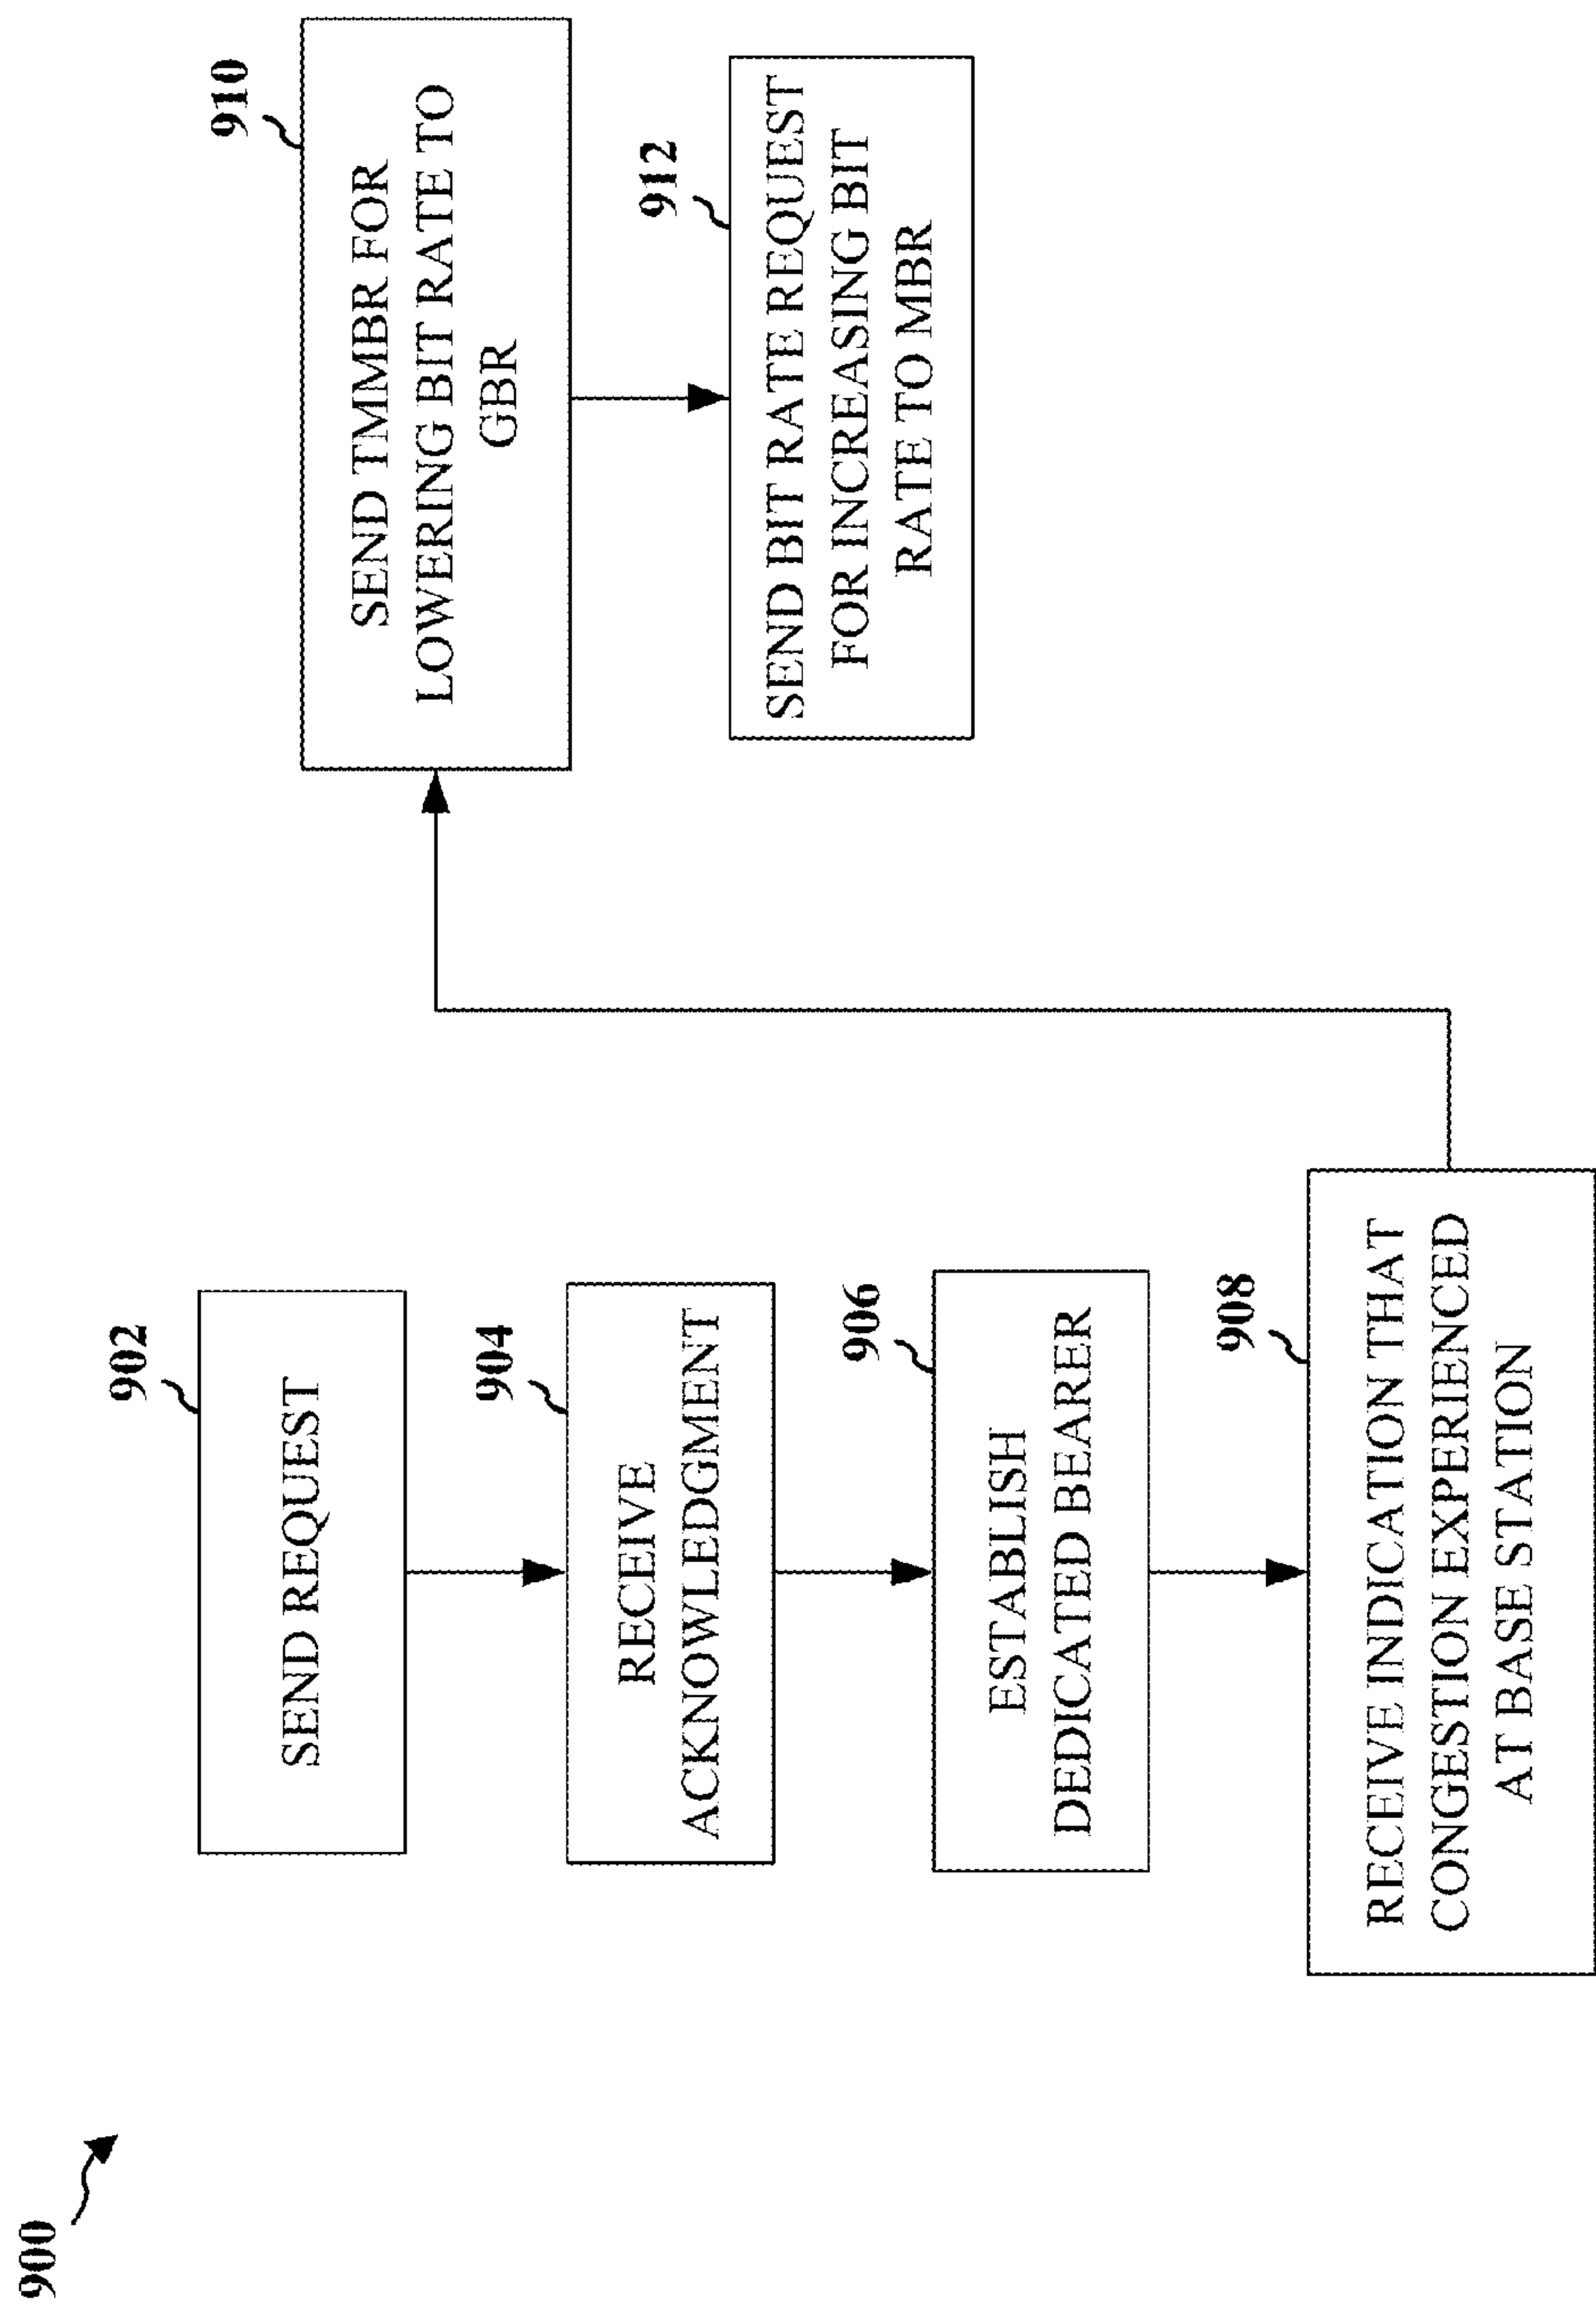 900
902
SEND REQUEST
904
RECEIVE
ACKNOWLEDGMENT
906
ESTABLISH
DEDICATED BEARER
908
RECEIVE INDICATION THAT
CONGESTION EXPERIENCED
AT BASE STATION
910
SEND TMMBR FOR
LOWERING BIT RATE TO
GBR
912
SEND BIT RATE REQUEST
FOR INCREASING BIT
RATE TO MBR